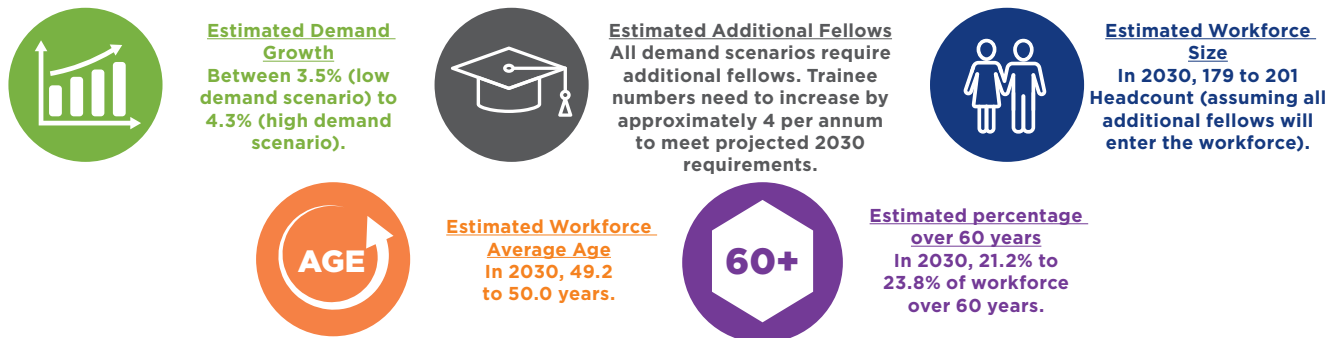 Estimated Demand
Growth
Between 3.5% (low
demand scenario) to
4.3% (high demand
scenario).
Estimated Additional Fellows
All demand scenarios require
additional fellows. Trainee
numbers need to increase by
approximately 4 per annum
to meet projected 2030
requirements.
Estimated Workforce
Size
In 2030, 179 to 201
Headcount (assuming all
additional fellows will
enter the workforce).
AGE
Estimated Workforce
Average Age
In 2030, 49.2
to 50.0 years.
60+
Estimated percentage
over 60 years
In 2030, 21.2% to
23.8% of workforce
over 60 years.